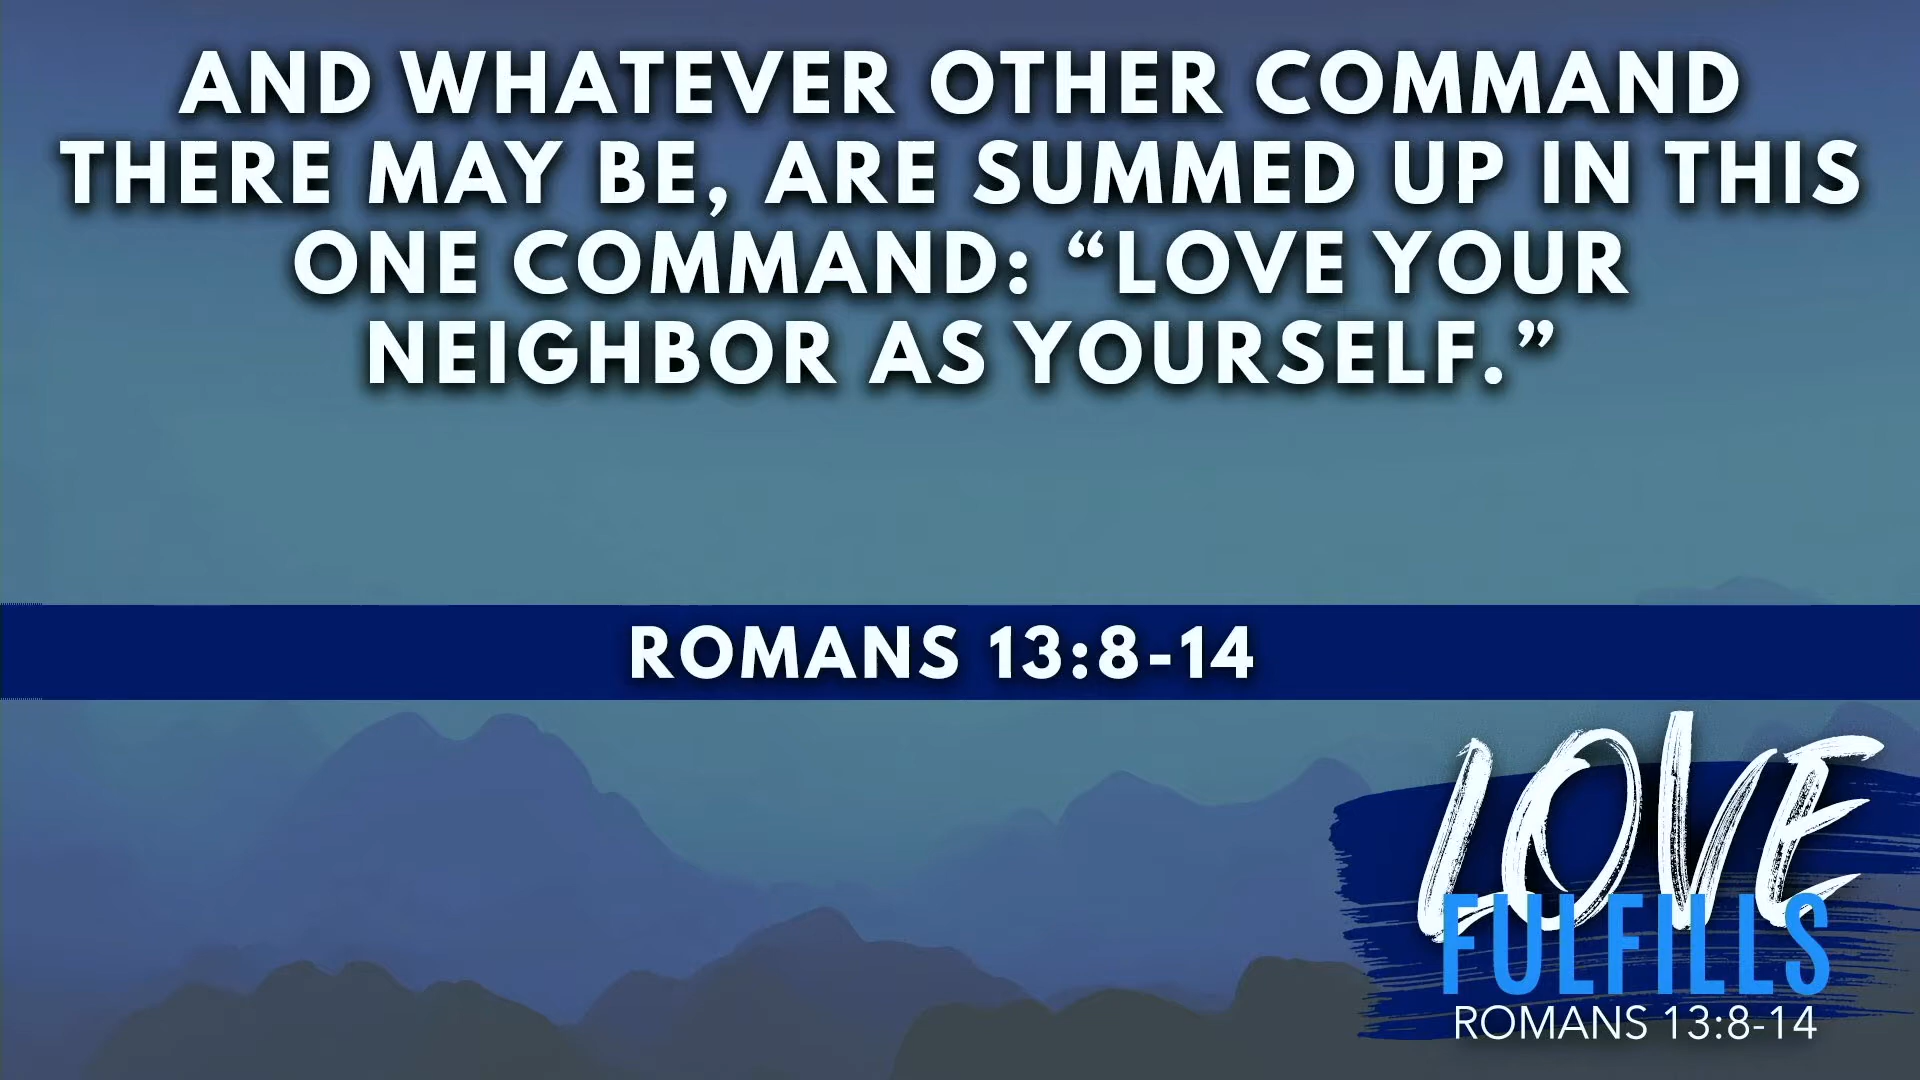 AND WHATEVER OTHER COMMAND
THERE MAY BE, ARE SUMMED UP IN THIS
ONE COMMAND: “LOVE YOUR
NEIGHBOR AS YOURSELF.”
ROMANS 13:8-14
LOVE
FULFILLS
ROMANS 13:8-14